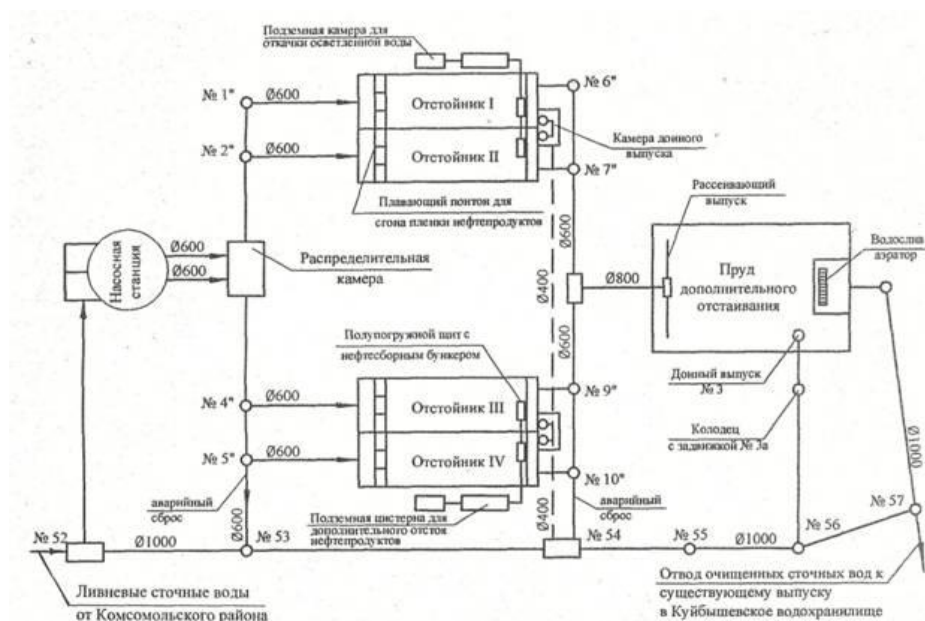 Подземная камера для
откачки осветленной воды
№ 1"
Ø600
Отстойник I
№ 6"
№ 2"
Ø600
Отстойник II
Камера донного
выпуска
№ 7"
Плавающий понтон для
сгона пленки нефтепродуктов
Рассеивающий
выпуск
Ø600
Водослив
аэратор
Насосная
станция
Ø600
Ø600
Распределительная
камера
Ø400
Ø800
Пруд
дополнительного
отстаивания
Полупогружной щит с
нефтесборным бункером
Ø600
Донный выпуск
№ 3
№ 4"
Ø600
Отстойник III
№ 9"
Колодец
с задвижкой № 3а
№ 5"
Ø600
Отстойник IV
№ 10"
Ø1000
аварийный
сброс
Ø600
Подземная цистерна для
дополнительного отстоя
нефтепродуктов
Ø400
аварийный
сброс
№ 52
Ø1000
№ 53
№ 54
№ 55
Ø1000
№ 56
№ 57
Ливневые сточные воды
от Комсомольского района
Отвод очищенных сточных вод к
существующему выпуску
в Куйбышевское водохранилище